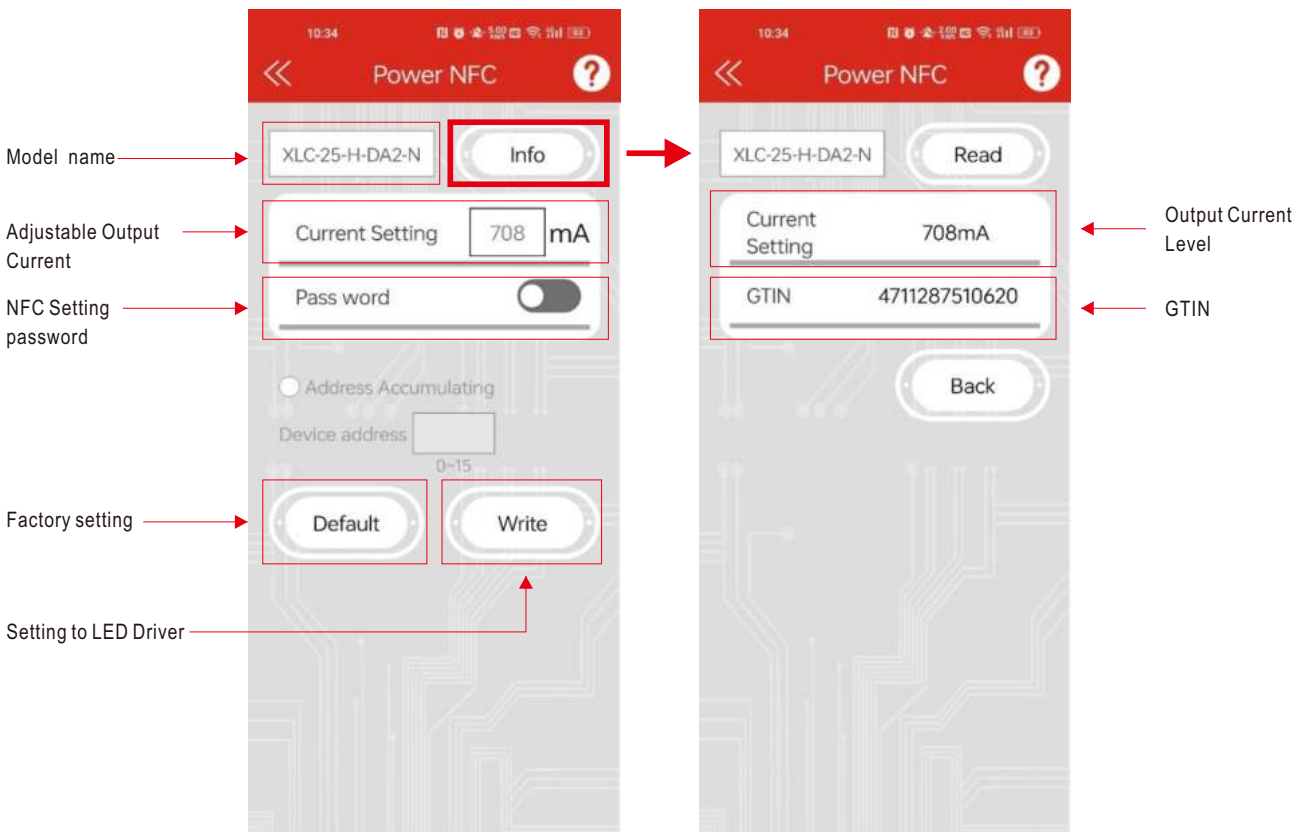 10:34
Power NFC
?
Model name
XLC-25-H-DA2-N
Info
Adjustable Output
Current
Current Setting
708
mA
NFC Setting
password
Pass word
Address Accumulating
Device address
0~15
Factory setting
Default
Write
Setting to LED Driver
10:34
Power NFC
?
XLC-25-H-DA2-N
Read
Current
Setting
708mA
Output Current
Level
GTIN
4711287510620
GTIN
Back